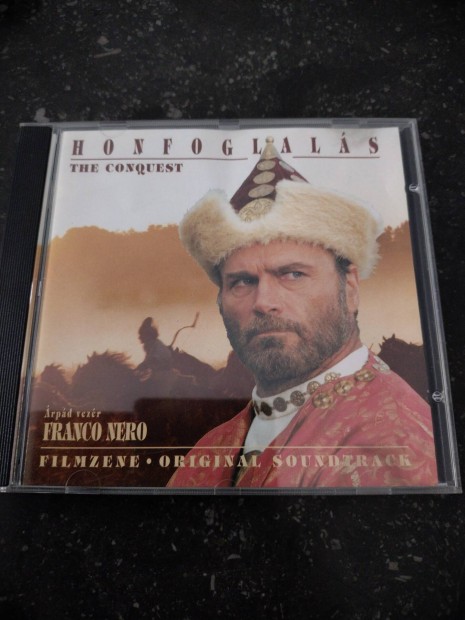 HONFOGLALÁS
THE CONQUEST
Árpád vezér
FRANCO NERO
FILMZENE • ORIGINAL SOUNDTRACK